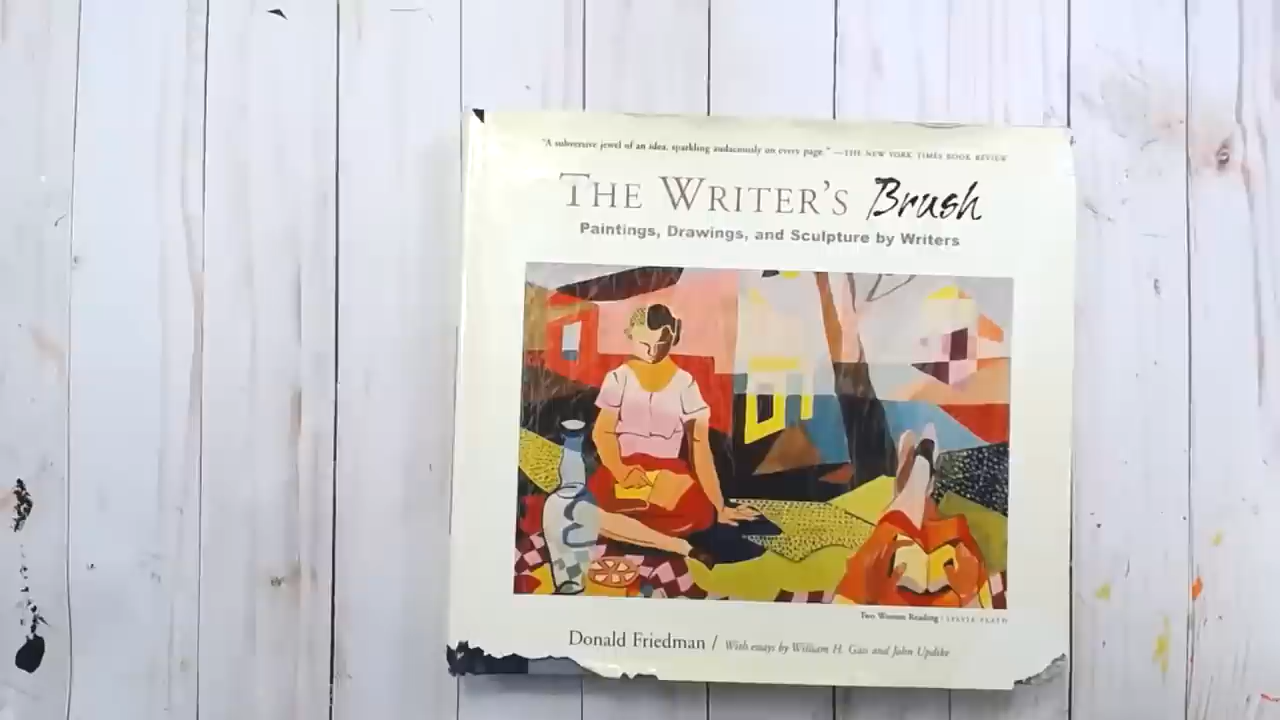 "A subversive jewel of an idea, sparkling audaciously on every page." —THE NEW YORK TIMES BOOK REVIEW
THE WRITER'S Brush
Paintings, Drawings, and Sculpture by Writers
Two Women Reading / SYLVIA PLATH
Donald Friedman / With essays by William H. Gass and John Updike